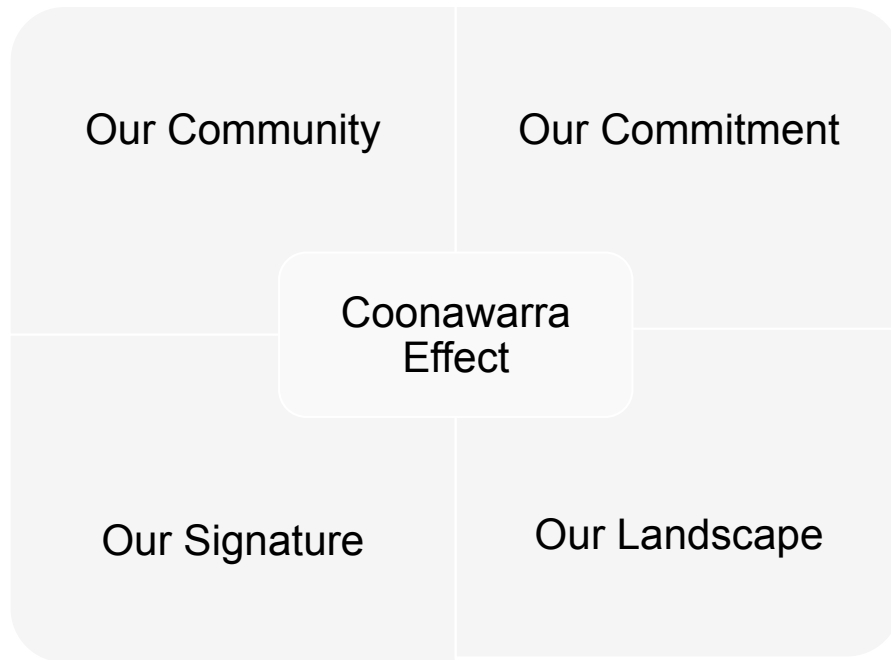 Our Community
Our Commitment
Coonawarra
Effect
Our Signature
Our Landscape